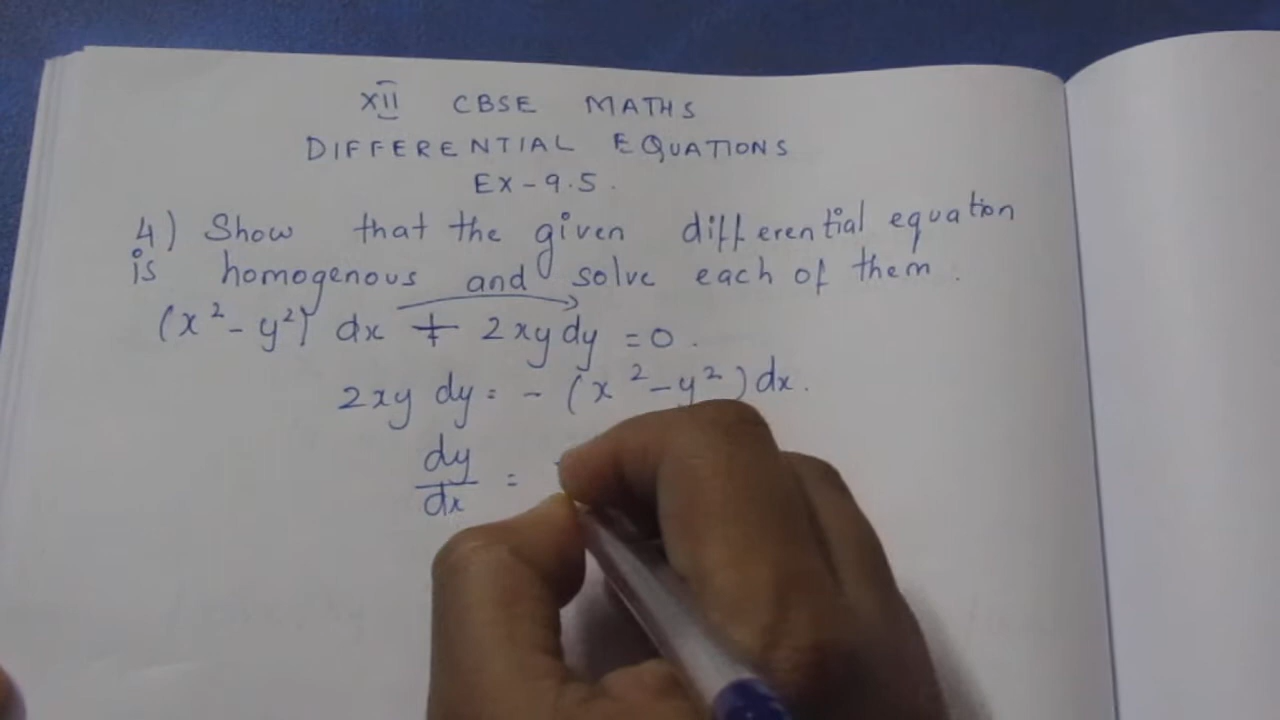 XII CBSE MATHS
DIFFERENTIAL EQUATIONS
EX-9.5.
4) Show that the given differential equation
is homogenous and solve each of them.
(x²-y²) dx + 2xy dy = 0.
2xy dy = -(x²-y²) dx.
dy/dx =